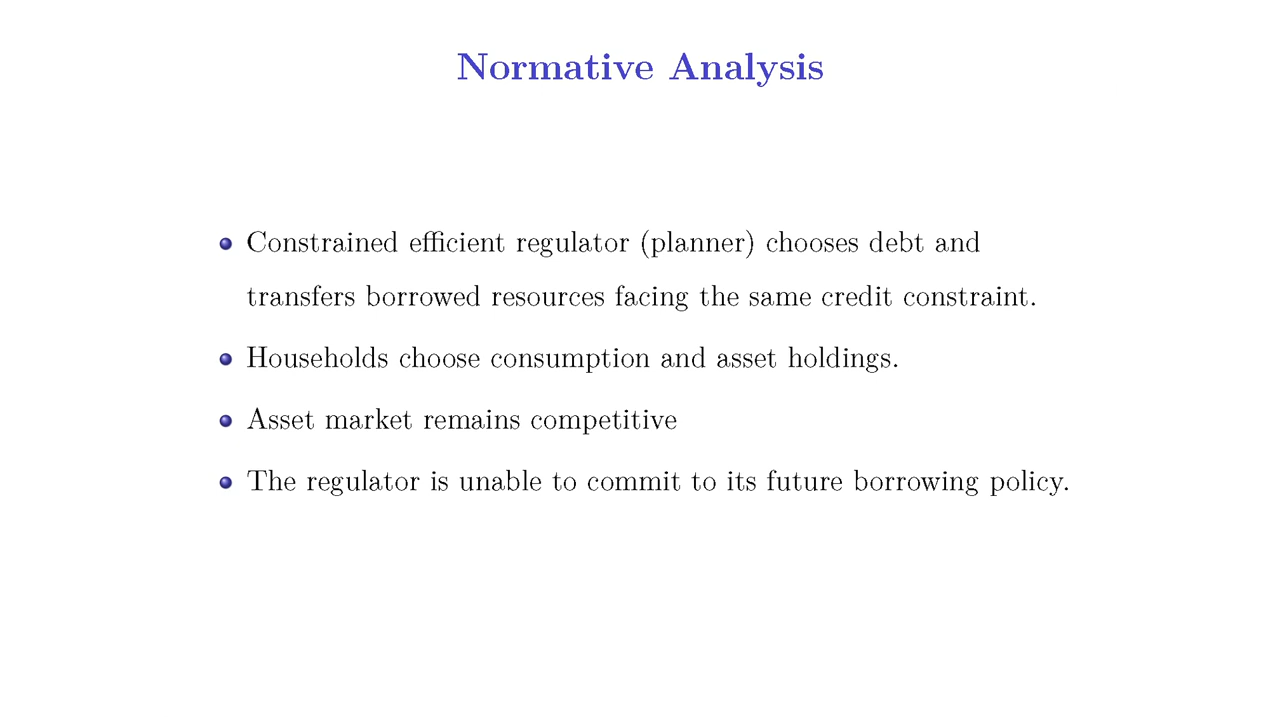 Normative Analysis
Constrained efficient regulator (planner) chooses debt and
transfers borrowed resources facing the same credit constraint.
Households choose consumption and asset holdings.
Asset market remains competitive
The regulator is unable to commit to its future borrowing policy.